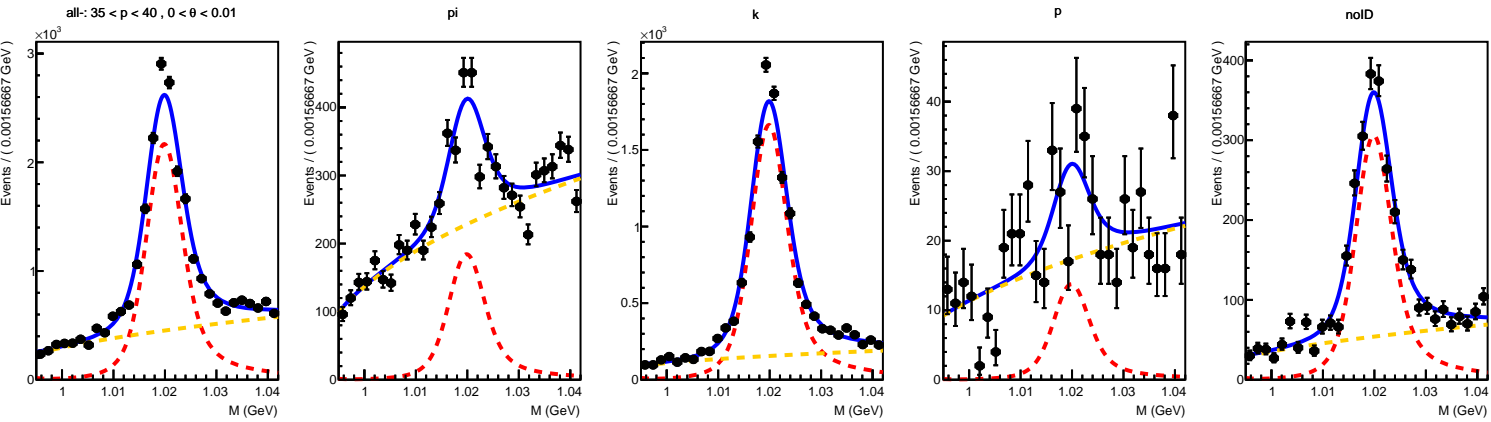 all-: 35 < p < 40 , 0 < θ < 0.01
×10³
Events / ( 0.00156667 GeV )
3
2
1
0
1 1.01 1.02 1.03 1.04
M (GeV)
pi
Events / ( 0.00156667 GeV )
400
300
200
100
0
1 1.01 1.02 1.03 1.04
M (GeV)
k
×10³
Events / ( 0.00156667 GeV )
2
1.5
1
0.5
0
1 1.01 1.02 1.03 1.04
M (GeV)
p
Events / ( 0.00156667 GeV )
40
30
20
10
0
1 1.01 1.02 1.03 1.04
M (GeV)
noID
Events / ( 0.00156667 GeV )
400
300
200
100
0
1 1.01 1.02 1.03 1.04
M (GeV)